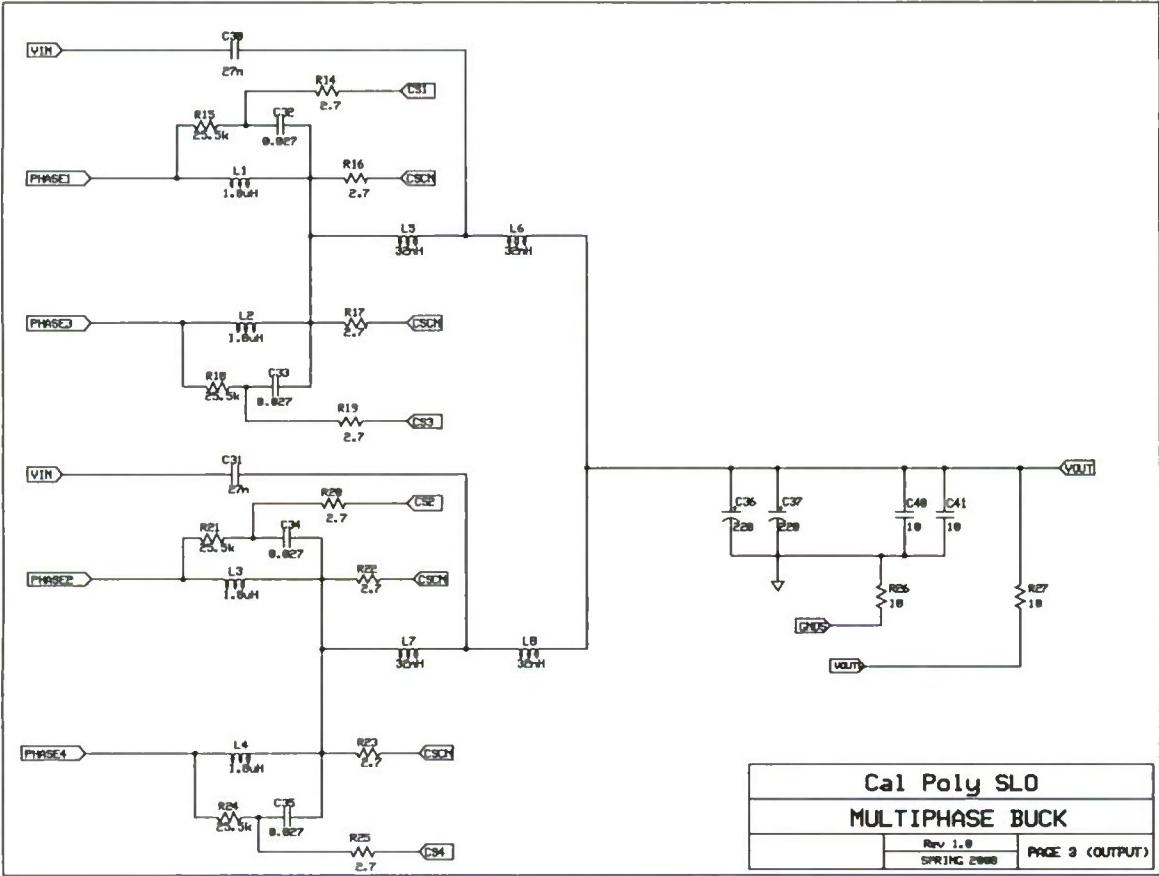 VIN
C30
27n
R14
2.7
CS1
R15
25.5k
C32
0.027
PHASE1
L1
1.0uH
R16
2.7
CSCM
L5
32nH
L6
32nH
PHASE3
L2
1.0uH
R17
2.7
CSCM
R18
25.5k
C33
0.027
R19
2.7
CS3
VIN
C31
27n
R20
2.7
CS2
R21
25.5k
C34
0.027
PHASE2
L3
1.0uH
R22
2.7
CSCM
L7
32nH
L8
32nH
PHASE4
L4
1.0uH
R23
2.7
CSCM
R24
25.5k
C35
0.027
R25
2.7
CS4
VOUT
C36
220
C37
220
C40
10
C41
10
R26
10
R27
10
GNDS
Cal Poly SLO
MULTIPHASE BUCK
Rev 1.0
SPRING 2008
PAGE 3 (OUTPUT)